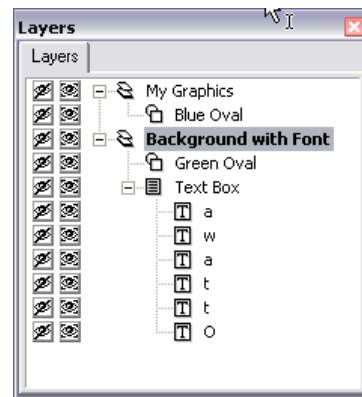 Layers
Layers
My Graphics
Blue Oval
Background with Font
Green Oval
Text Box
T a
T w
T a
T t
T t
T O